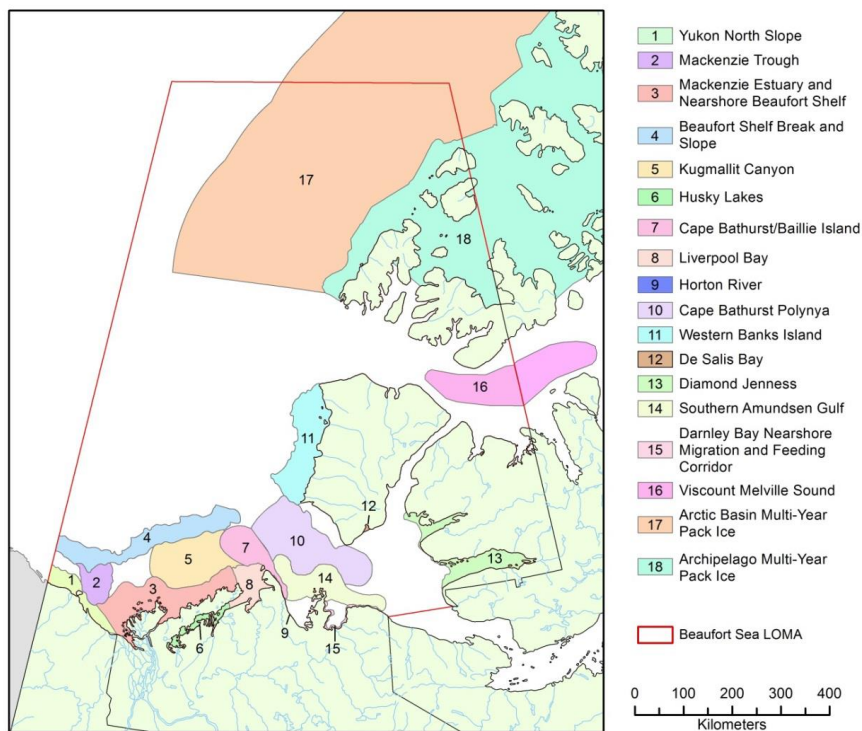 17
18
16
11
12
4
10
7
5
13
1
2
14
3
8
6
9
15
1 Yukon North Slope
2 Mackenzie Trough
3 Mackenzie Estuary and
Nearshore Beaufort Shelf
4 Beaufort Shelf Break and
Slope
5 Kugmallit Canyon
6 Husky Lakes
7 Cape Bathurst/Baillie Island
8 Liverpool Bay
9 Horton River
10 Cape Bathurst Polynya
11 Western Banks Island
12 De Salis Bay
13 Diamond Jenness
14 Southern Amundsen Gulf
15 Darnley Bay Nearshore
Migration and Feeding
Corridor
16 Viscount Melville Sound
17 Arctic Basin Multi-Year
Pack Ice
18 Archipelago Multi-Year
Pack Ice
Beaufort Sea LOMA
0 100 200 300 400
Kilometers